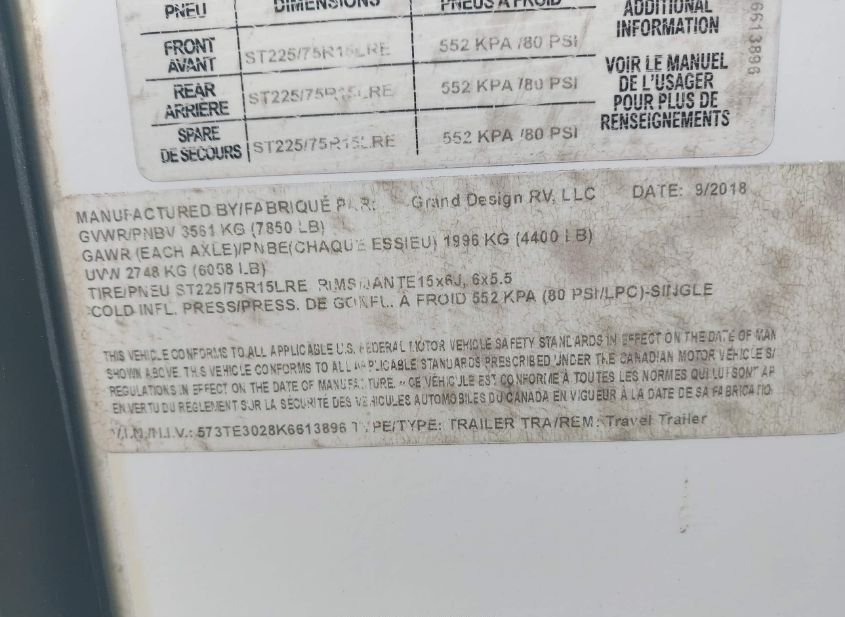 PNEU DIMENSIONS PNEUS A FROID ADDITIONAL
INFORMATION
FRONT
AVANT ST225/75R15LRE 552 KPA /80 PSI
REAR
ARRIÈRE ST225/75R15LRE 552 KPA /80 PSI
SPARE
DE SECOURS ST225/75R15LRE 552 KPA /80 PSI
VOIR LE MANUEL
DE L'USAGER
POUR PLUS DE
RENSEIGNEMENTS
6613896
MANUFACTURED BY/FABRIQUÉ PAR: Grand Design RV, LLC DATE: 9/2018
GVWR/PNBV 3561 KG (7850 LB)
GAWR (EACH AXLE)/PNBE(CHAQUE ESSIEU) 1996 KG (4400 LB)
UVW 2748 KG (6058 LB)
TIRE/PNEU ST225/75R15LRE RIMS/JANTE15x6J, 6x5.5
COLD INFL. PRESS/PRESS. DE GONFL. À FROID 552 KPA (80 PSI/LPC)-SINGLE
THIS VEHICLE CONFORMS TO ALL APPLICABLE U.S. FEDERAL MOTOR VEHICLE SAFETY STANDARDS IN EFFECT ON THE DATE OF MAN
SHOWN ABOVE. THIS VEHICLE CONFORMS TO ALL APPLICABLE STANDARDS PRESCRIBED UNDER THE CANADIAN MOTOR VEHICLE S/
REGULATIONS IN EFFECT ON THE DATE OF MANUFACTURE. - CE VÉHICULE EST CONFORME À TOUTES LES NORMES QUI LUI SONT AP
EN VERTU DU RÈGLEMENT SUR LA SÉCURITÉ DES VÉHICULES AUTOMOBILES DU CANADA EN VIGUEUR À LA DATE DE SA FABRICATIO
V.I.N./N.I.V.: 573TE3028K6613896 TYPE/TYPE: TRAILER TRA/REM: Travel Trailer